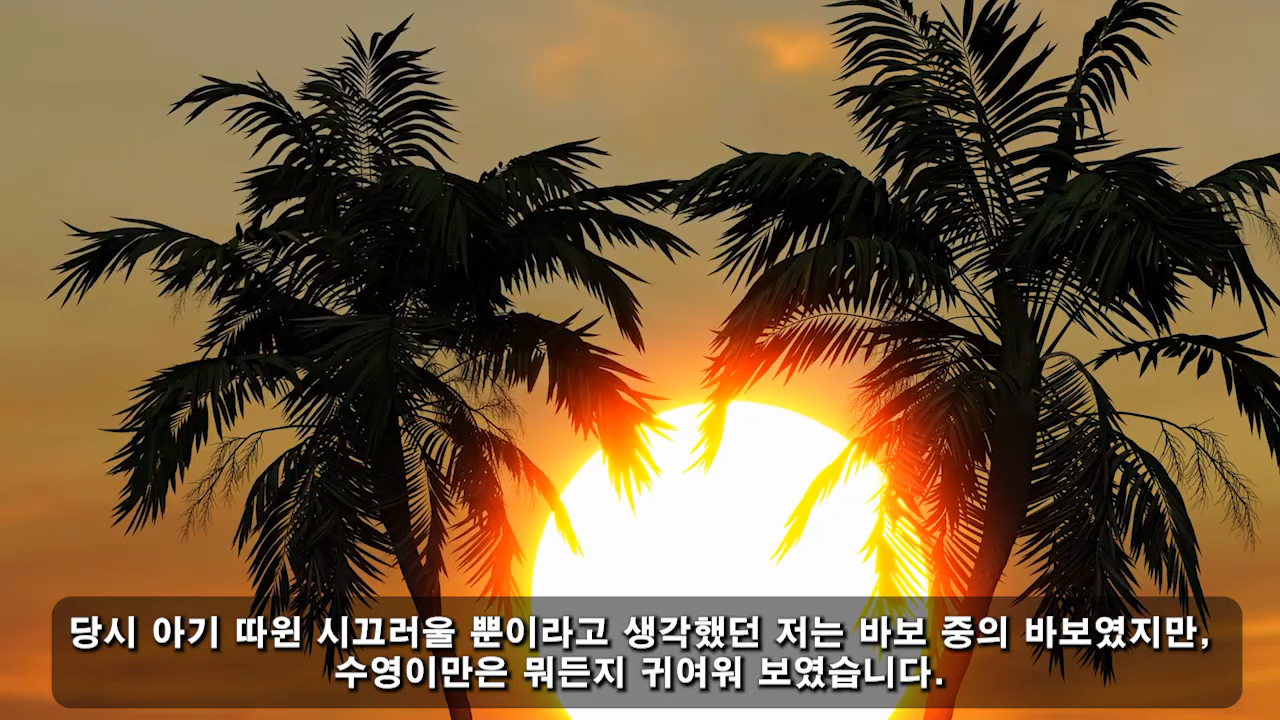 당시 아기 따윈 시끄러울 뿐이라고 생각했던 저는 바보 중의 바보였지만,
수영이만은 뭐든지 귀여워 보였습니다.